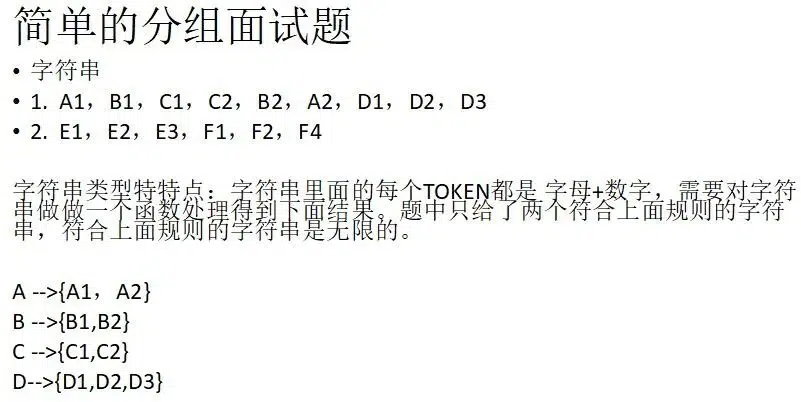 简单的分组面试题
• 字符串
• 1. A1，B1，C1，C2，B2，A2，D1，D2，D3
• 2. E1，E2，E3，F1，F2，F4
字符串类型特特点：字符串里面的每个TOKEN都是 字母+数字，需要对字符
串做做一个函数处理得到下面结果。题中只给了两个符合上面规则的字符
串，符合上面规则的字符串是无限的。
A -->{A1，A2}
B -->{B1,B2}
C -->{C1,C2}
D-->{D1,D2,D3}